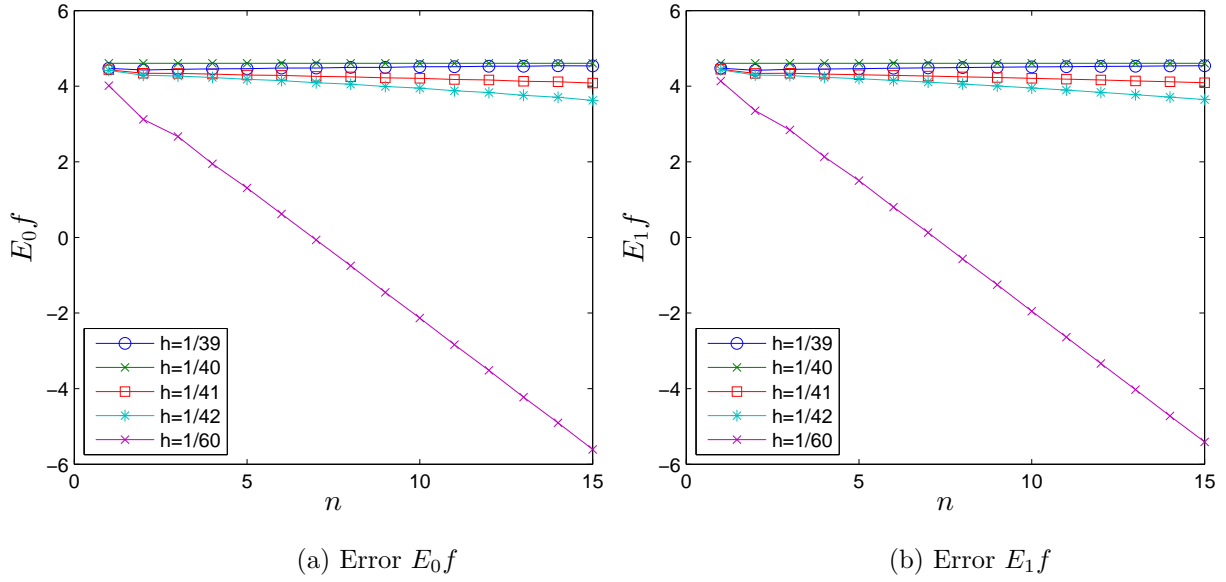 6
4
2
0
−2
−4
−6
E₀f
0
5
10
15
n
h=1/39
h=1/40
h=1/41
h=1/42
h=1/60
(a) Error E₀f
6
4
2
0
−2
−4
−6
E₁f
0
5
10
15
n
h=1/39
h=1/40
h=1/41
h=1/42
h=1/60
(b) Error E₁f